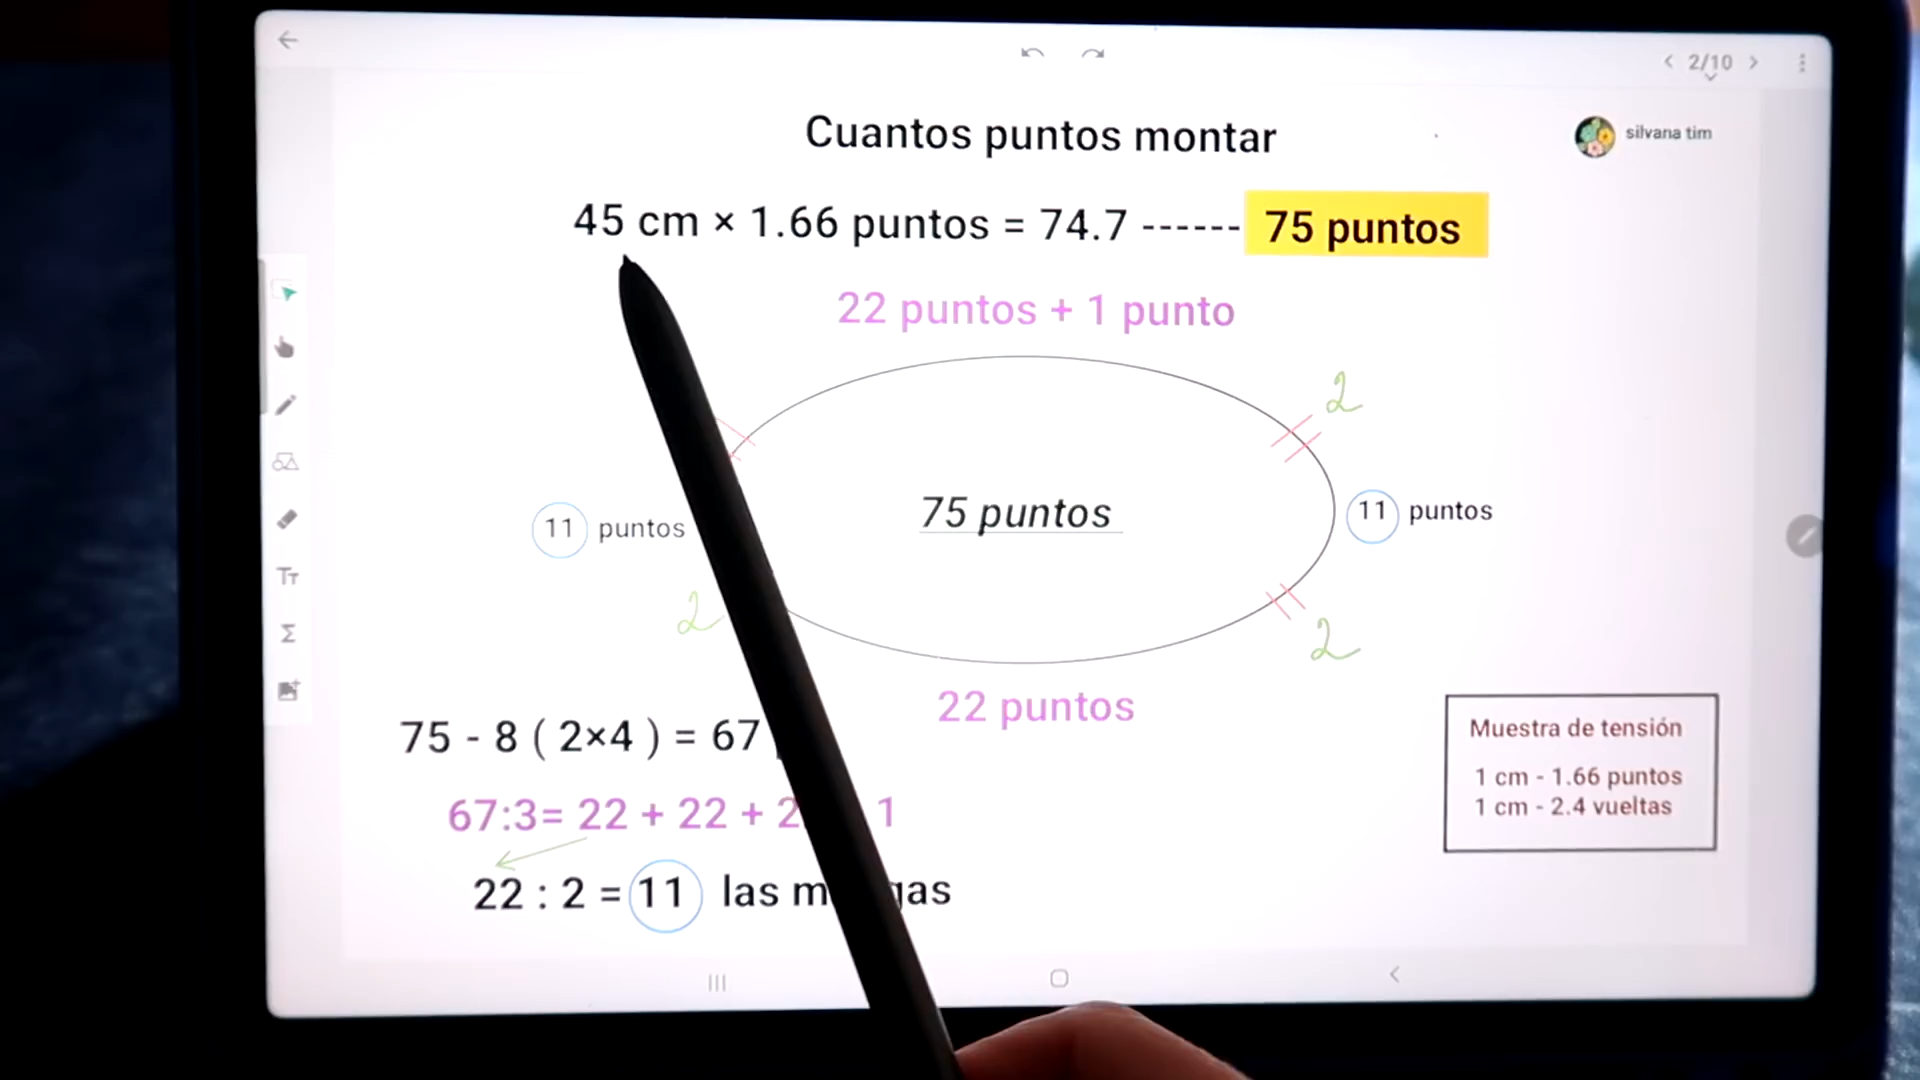 2/10
Cuantos puntos montar
silvana tim
45 cm × 1.66 puntos = 74.7 ------ 75 puntos
22 puntos + 1 punto
2
11 puntos
75 puntos
11 puntos
2
2
22 puntos
75 - 8 ( 2×4 ) = 67
67:3= 22 + 22 + 1
22 : 2 = 11 las
Muestra de tensión
1 cm - 1.66 puntos
1 cm - 2.4 vueltas